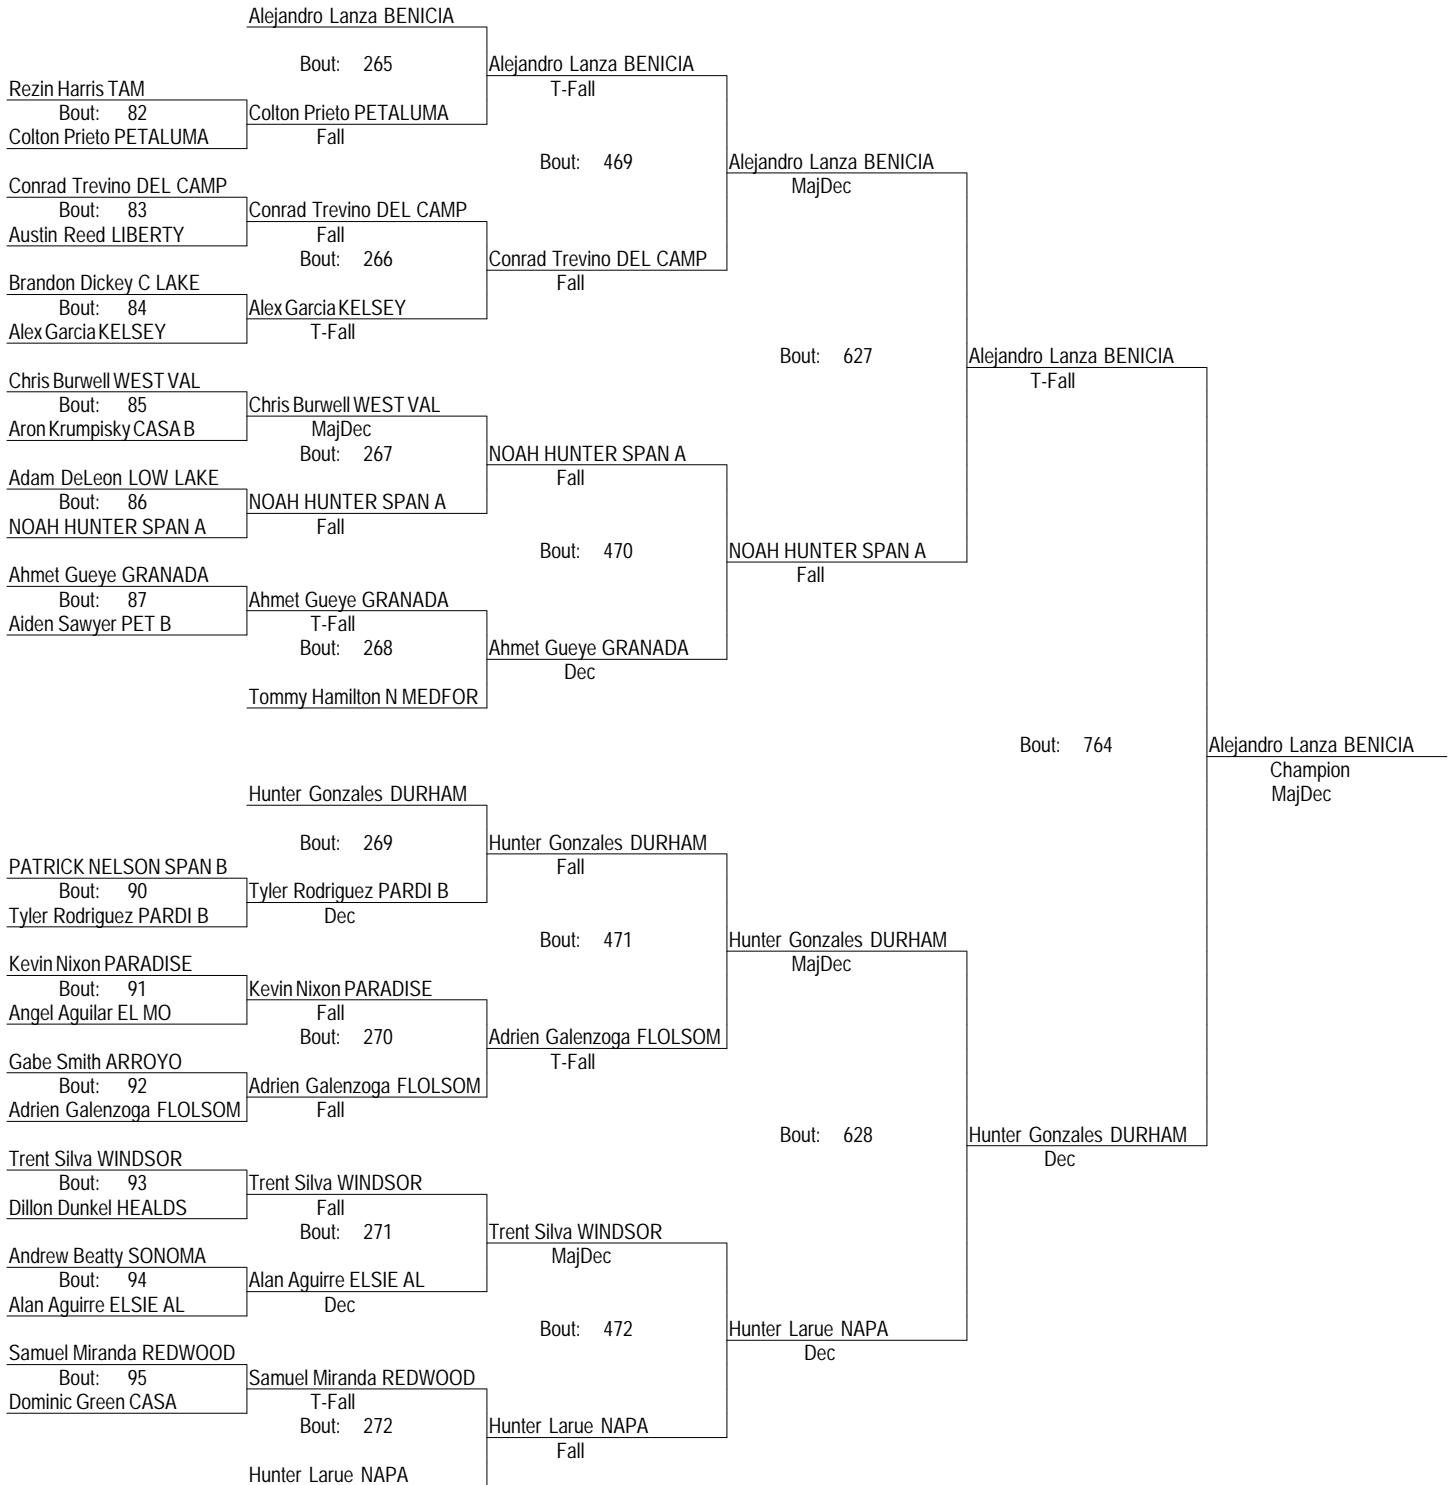 Alejandro Lanza BENICIA
Bout: 265
Alejandro Lanza BENICIA
T-Fall
Rezin Harris TAM
Bout: 82
Colton Prieto PETALUMA
Colton Prieto PETALUMA
Fall
Bout: 469
Alejandro Lanza BENICIA
MajDec
Conrad Trevino DEL CAMP
Bout: 83
Conrad Trevino DEL CAMP
Austin Reed LIBERTY
Fall
Bout: 266
Conrad Trevino DEL CAMP
Fall
Brandon Dickey C LAKE
Bout: 84
Alex Garcia KELSEY
Alex Garcia KELSEY
T-Fall
Bout: 627
Alejandro Lanza BENICIA
T-Fall
Chris Burwell WEST VAL
Bout: 85
Chris Burwell WEST VAL
Aron Krumpisky CASA B
MajDec
Bout: 267
NOAH HUNTER SPAN A
Fall
Adam DeLeon LOW LAKE
Bout: 86
NOAH HUNTER SPAN A
NOAH HUNTER SPAN A
Fall
Bout: 470
NOAH HUNTER SPAN A
Fall
Ahmet Gueye GRANADA
Bout: 87
Ahmet Gueye GRANADA
Aiden Sawyer PET B
T-Fall
Bout: 268
Ahmet Gueye GRANADA
Dec
Tommy Hamilton N MEDFOR
Bout: 764
Alejandro Lanza BENICIA
Champion
MajDec
Hunter Gonzales DURHAM
Bout: 269
Hunter Gonzales DURHAM
Fall
PATRICK NELSON SPAN B
Bout: 90
Tyler Rodriguez PARDI B
Tyler Rodriguez PARDI B
Dec
Bout: 471
Hunter Gonzales DURHAM
MajDec
Kevin Nixon PARADISE
Bout: 91
Kevin Nixon PARADISE
Angel Aguilar EL MO
Fall
Bout: 270
Adrien Galenzoga FLOLSOM
T-Fall
Gabe Smith ARROYO
Bout: 92
Adrien Galenzoga FLOLSOM
Adrien Galenzoga FLOLSOM
Fall
Bout: 628
Hunter Gonzales DURHAM
Dec
Trent Silva WINDSOR
Bout: 93
Trent Silva WINDSOR
Dillon Dunkel HEALDS
Fall
Bout: 271
Trent Silva WINDSOR
MajDec
Andrew Beatty SONOMA
Bout: 94
Alan Aguirre ELSIE AL
Alan Aguirre ELSIE AL
Dec
Bout: 472
Hunter Larue NAPA
Dec
Samuel Miranda REDWOOD
Bout: 95
Samuel Miranda REDWOOD
Dominic Green CASA
T-Fall
Bout: 272
Hunter Larue NAPA
Fall
Hunter Larue NAPA